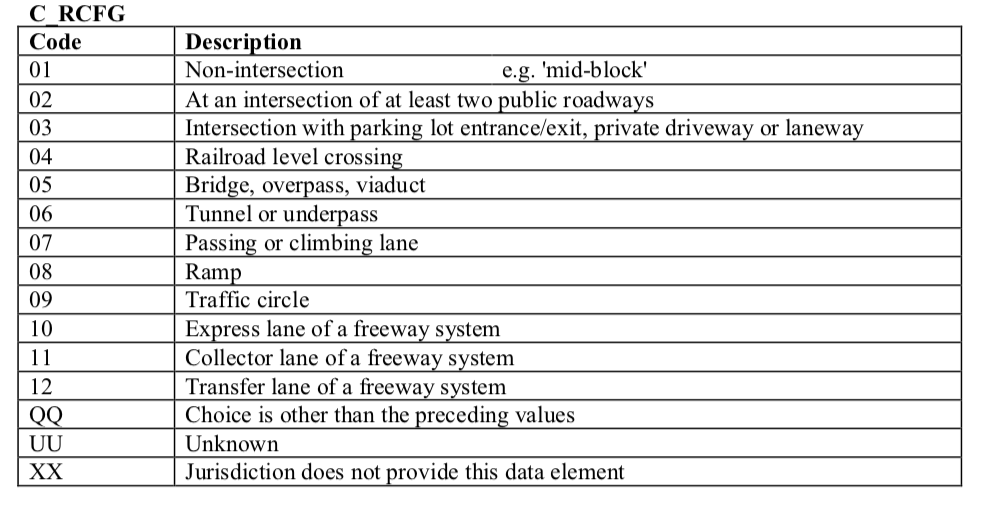 C_RCFG
Code Description
01 Non-intersection e.g. 'mid-block'
02 At an intersection of at least two public roadways
03 Intersection with parking lot entrance/exit, private driveway or laneway
04 Railroad level crossing
05 Bridge, overpass, viaduct
06 Tunnel or underpass
07 Passing or climbing lane
08 Ramp
09 Traffic circle
10 Express lane of a freeway system
11 Collector lane of a freeway system
12 Transfer lane of a freeway system
QQ Choice is other than the preceding values
UU Unknown
XX Jurisdiction does not provide this data element